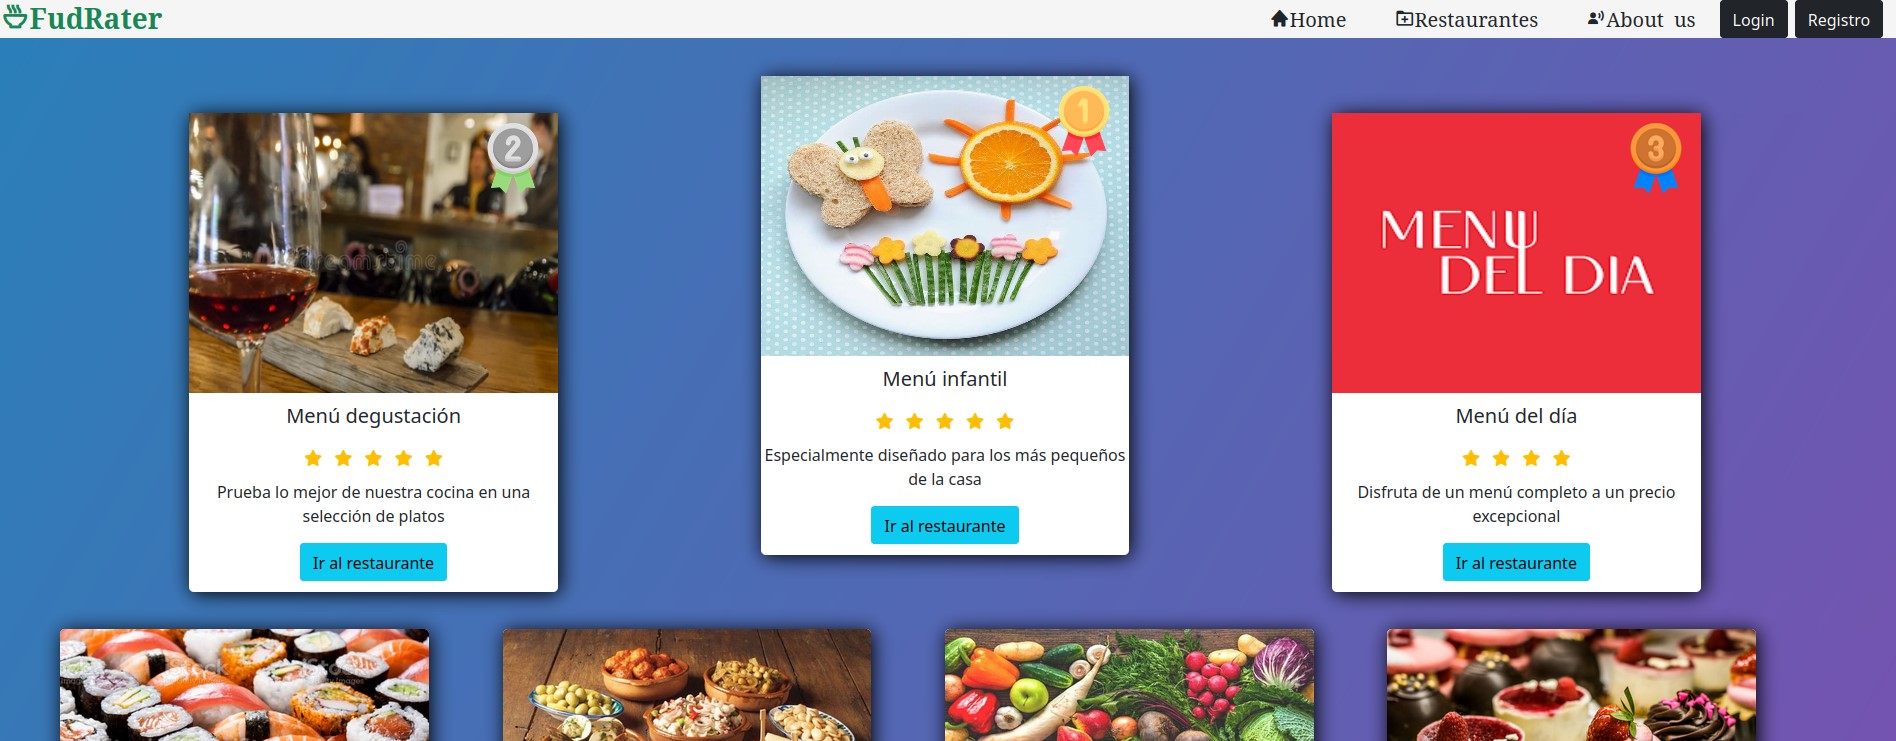 FudRater
Home
Restaurantes
About us
Login
Registro
2
dreamstime
Menú degustación
Prueba lo mejor de nuestra cocina en una
selección de platos
Ir al restaurante
1
Menú infantil
Especialmente diseñado para los más pequeños
de la casa
Ir al restaurante
3
MENU
DEL DIA
Menú del día
Disfruta de un menú completo a un precio
excepcional
Ir al restaurante